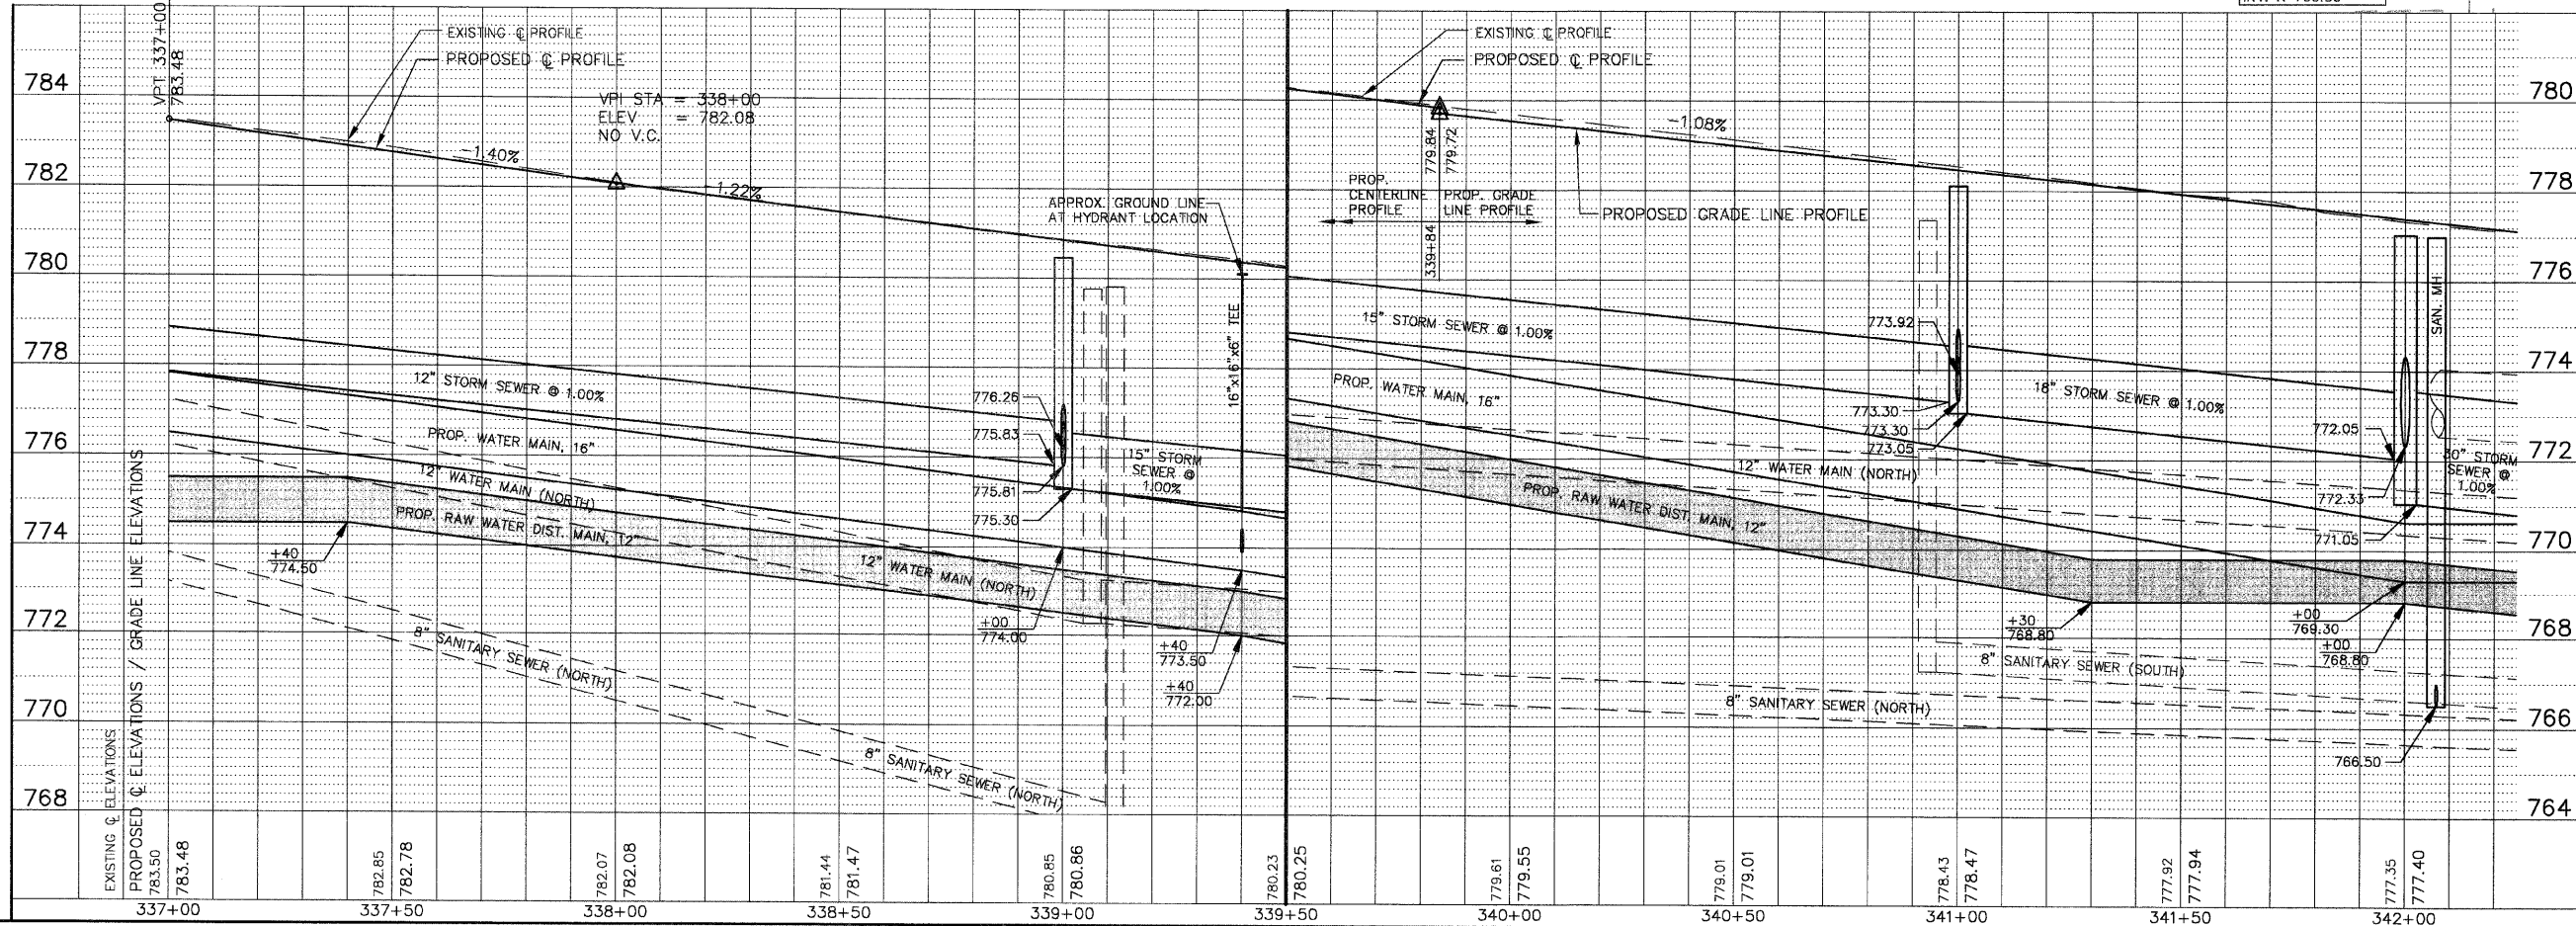 VPT 337+00
783.48
EXISTING ℄ PROFILE
PROPOSED ℄ PROFILE
VPI STA = 338+00
ELEV = 782.08
NO V.C.
-1.40%
-1.22%
APPROX. GROUND LINE
AT HYDRANT LOCATION
16"x16"x6" TEE
EXISTING ℄ PROFILE
PROPOSED ℄ PROFILE
-1.08%
779.84
779.72
339+84
PROP.
CENTERLINE
PROFILE
PROP. GRADE
LINE PROFILE
PROPOSED GRADE LINE PROFILE
784
782
780
778
776
774
772
770
768
780
778
776
774
772
770
768
766
764
12" STORM SEWER @ 1.00%
PROP. WATER MAIN, 16"
12" WATER MAIN (NORTH)
PROP. RAW WATER DIST. MAIN, 12"
12" WATER MAIN (NORTH)
+40
774.50
8" SANITARY SEWER (NORTH)
8" SANITARY SEWER (NORTH)
776.26
775.83
775.81
775.30
15" STORM
SEWER @
1.00%
+00
774.00
+40
773.50
+40
772.00
15" STORM SEWER @ 1.00%
PROP. WATER MAIN, 16"
12" WATER MAIN (NORTH)
PROP. RAW WATER DIST. MAIN, 12"
773.92
773.30
773.30
773.05
18" STORM SEWER @ 1.00%
772.05
772.33
771.05
SAN. MH
30" STORM
SEWER @
1.00%
+30
768.80
+00
769.30
+00
768.80
8" SANITARY SEWER (SOUTH)
8" SANITARY SEWER (NORTH)
766.50
EXISTING ℄ ELEVATIONS
PROPOSED ℄ ELEVATIONS / GRADE LINE ELEVATIONS
783.50
783.48
782.85
782.78
782.07
782.08
781.44
781.47
780.85
780.86
780.23
780.25
779.61
779.55
779.01
779.01
778.43
778.47
777.92
777.94
777.35
777.40
337+00
337+50
338+00
338+50
339+00
339+50
340+00
340+50
341+00
341+50
342+00